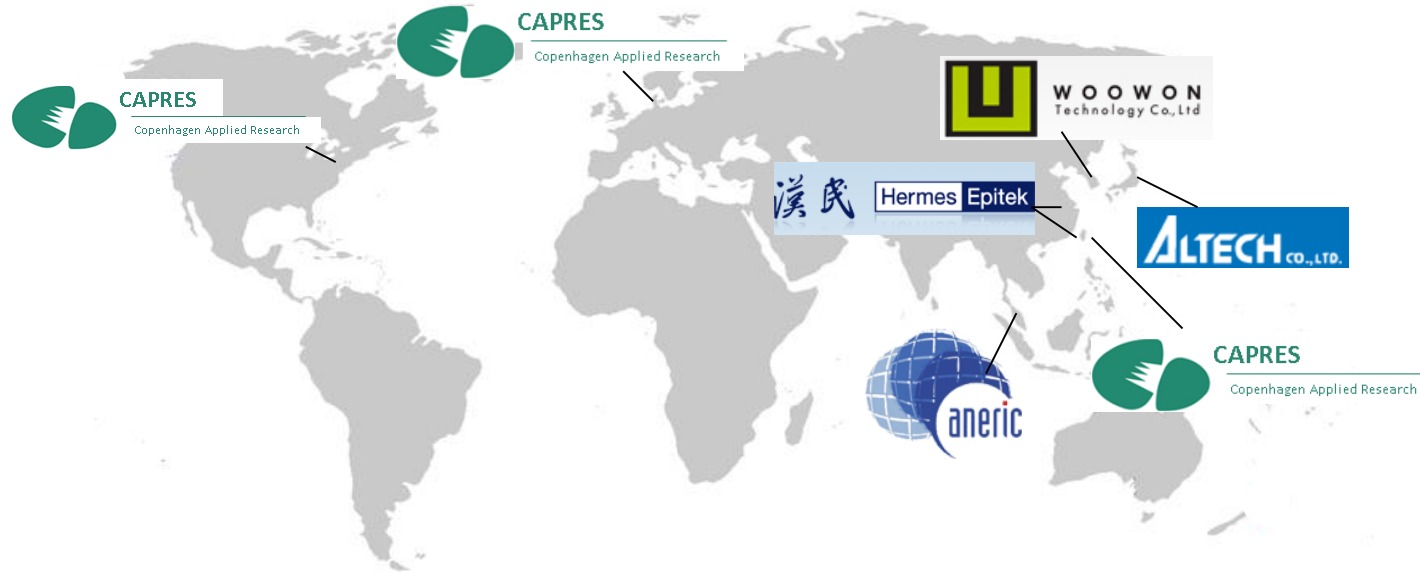 CAPRES
Copenhagen Applied Research
CAPRES
Copenhagen Applied Research
WOOWON
Technology Co.,Ltd
漢民 Hermes Epitek
ALTECH CO.,LTD.
aneric
CAPRES
Copenhagen Applied Research